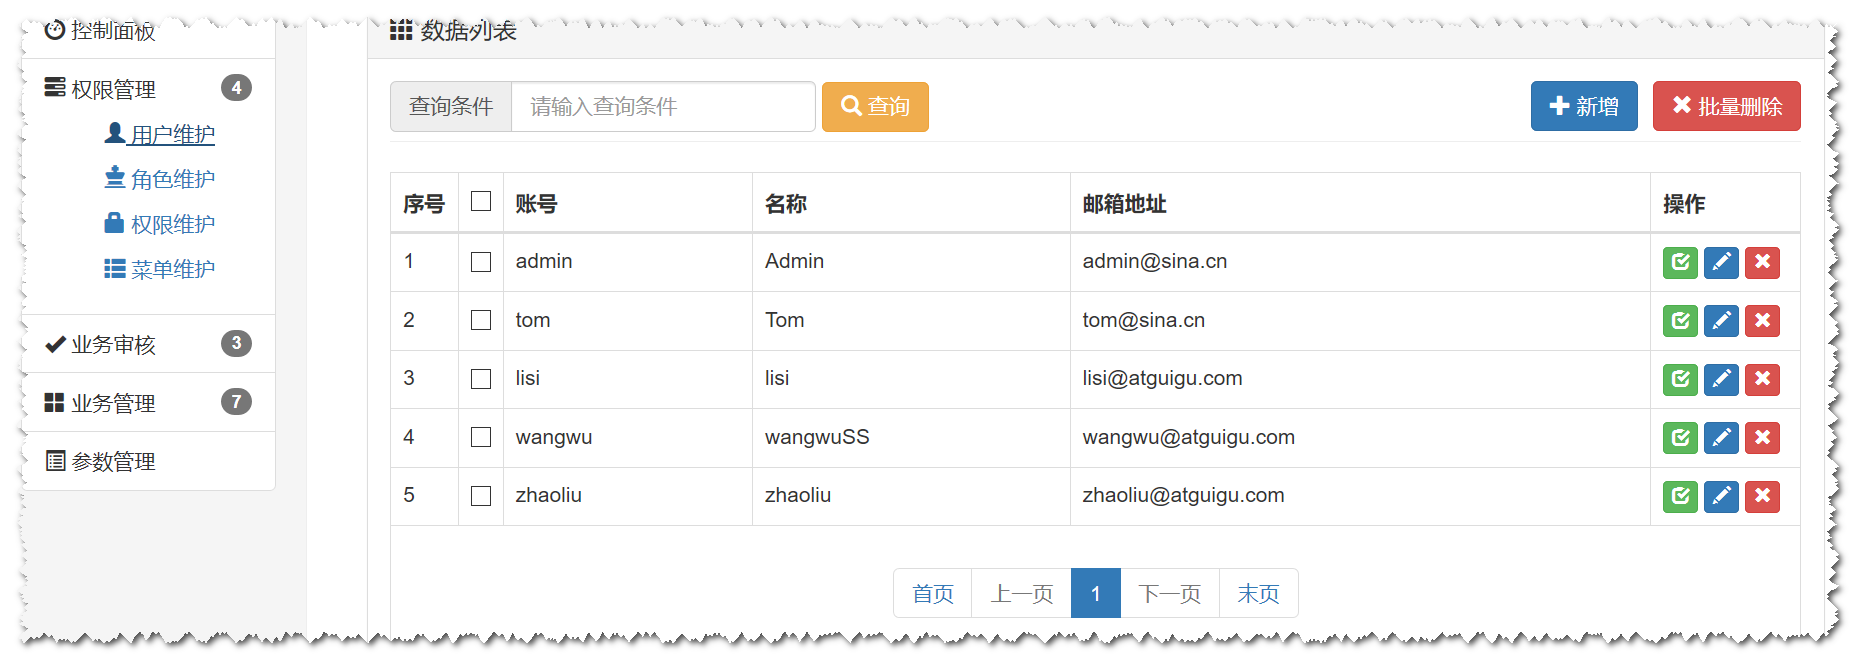 控制面板
权限管理 4
用户维护
角色维护
权限维护
菜单维护
业务审核 3
业务管理 7
参数管理
数据列表
查询条件 请输入查询条件 查询 新增 批量删除
序号 账号 名称 邮箱地址 操作
1 admin Admin admin@sina.cn
2 tom Tom tom@sina.cn
3 lisi lisi lisi@atguigu.com
4 wangwu wangwuSS wangwu@atguigu.com
5 zhaoliu zhaoliu zhaoliu@atguigu.com
首页 上一页 1 下一页 末页